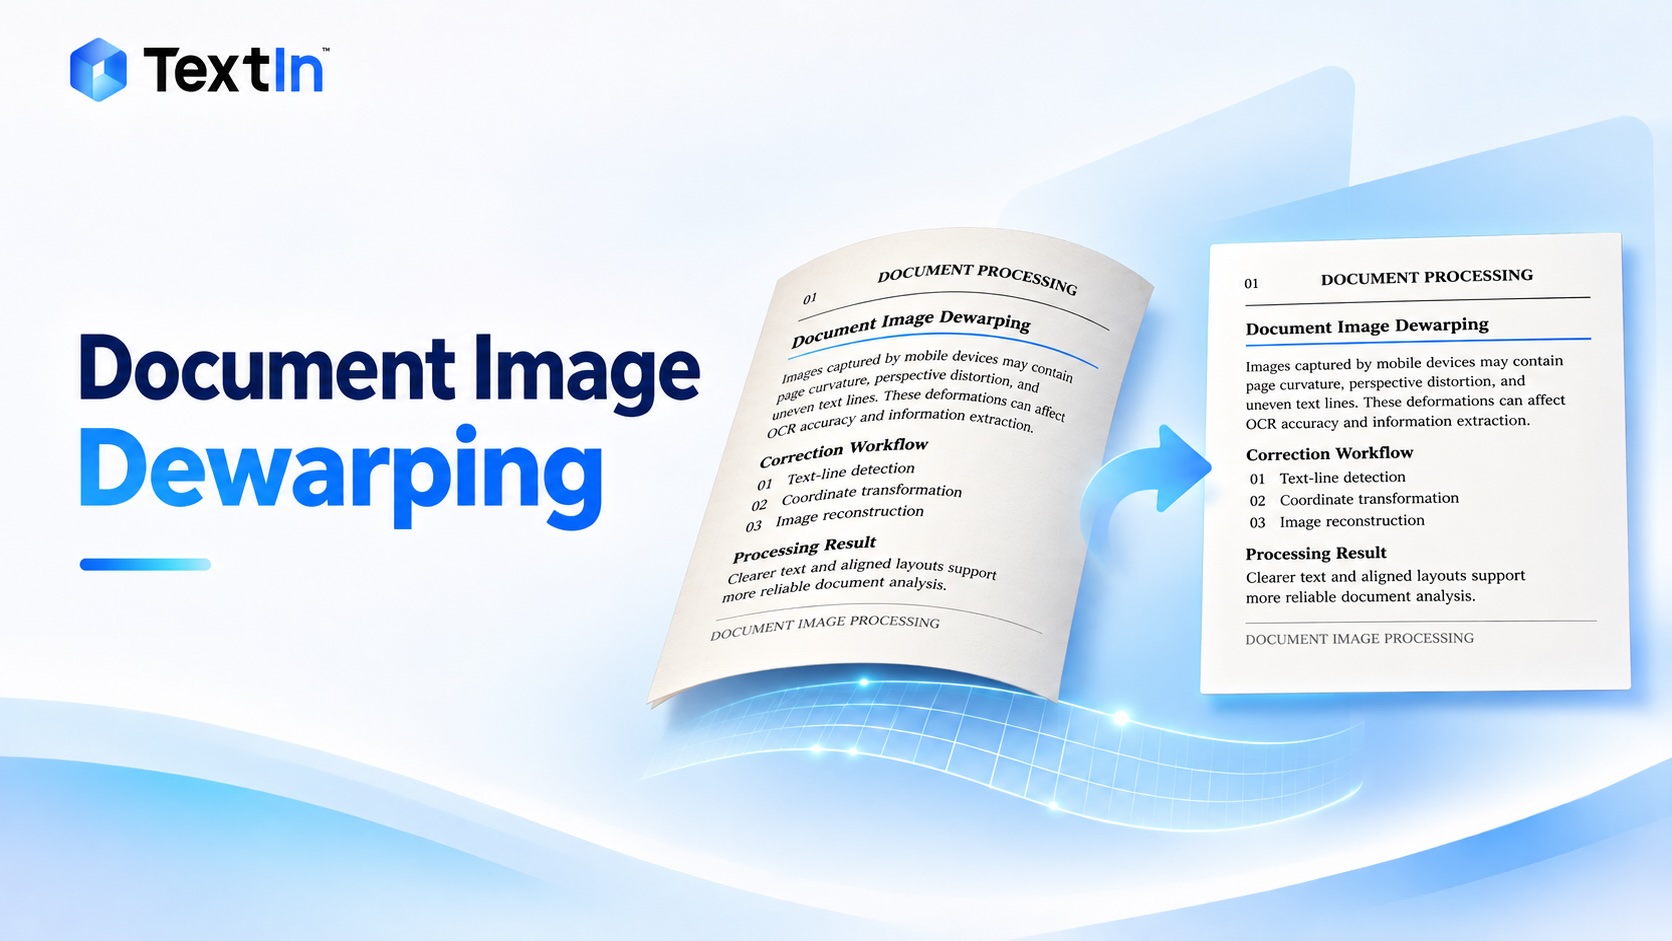 TextIn™
Document Image
Dewarping
01 DOCUMENT PROCESSING
Document Image Dewarping
Images captured by mobile devices may contain
page curvature, perspective distortion, and
uneven text lines. These deformations can affect
OCR accuracy and information extraction.
Correction Workflow
01 Text-line detection
02 Coordinate transformation
03 Image reconstruction
Processing Result
Clearer text and aligned layouts support
more reliable document analysis.
DOCUMENT IMAGE PROCESSING
01 DOCUMENT PROCESSING
Document Image Dewarping
Images captured by mobile devices may contain
page curvature, perspective distortion, and
uneven text lines. These deformations can affect
OCR accuracy and information extraction.
Correction Workflow
01 Text-line detection
02 Coordinate transformation
03 Image reconstruction
Processing Result
Clearer text and aligned layouts support
more reliable document analysis.
DOCUMENT IMAGE PROCESSING